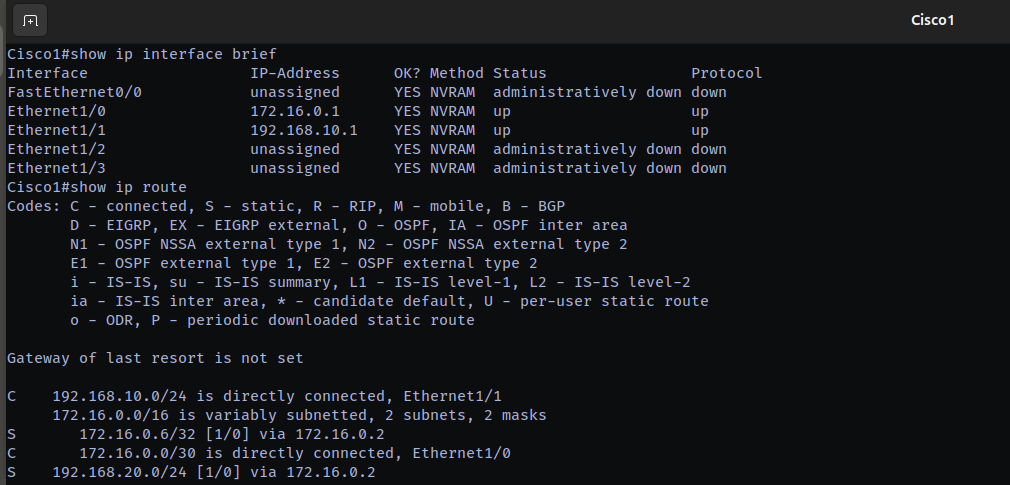 Cisco1
Cisco1#show ip interface brief
Interface                  IP-Address      OK? Method Status                Protocol
FastEthernet0/0            unassigned      YES NVRAM  administratively down down
Ethernet1/0                172.16.0.1      YES NVRAM  up                    up
Ethernet1/1                192.168.10.1    YES NVRAM  up                    up
Ethernet1/2                unassigned      YES NVRAM  administratively down down
Ethernet1/3                unassigned      YES NVRAM  administratively down down
Cisco1#show ip route
Codes: C - connected, S - static, R - RIP, M - mobile, B - BGP
       D - EIGRP, EX - EIGRP external, O - OSPF, IA - OSPF inter area
       N1 - OSPF NSSA external type 1, N2 - OSPF NSSA external type 2
       E1 - OSPF external type 1, E2 - OSPF external type 2
       i - IS-IS, su - IS-IS summary, L1 - IS-IS level-1, L2 - IS-IS level-2
       ia - IS-IS inter area, * - candidate default, U - per-user static route
       o - ODR, P - periodic downloaded static route
Gateway of last resort is not set
C    192.168.10.0/24 is directly connected, Ethernet1/1
     172.16.0.0/16 is variably subnetted, 2 subnets, 2 masks
S       172.16.0.6/32 [1/0] via 172.16.0.2
C       172.16.0.0/30 is directly connected, Ethernet1/0
S    192.168.20.0/24 [1/0] via 172.16.0.2